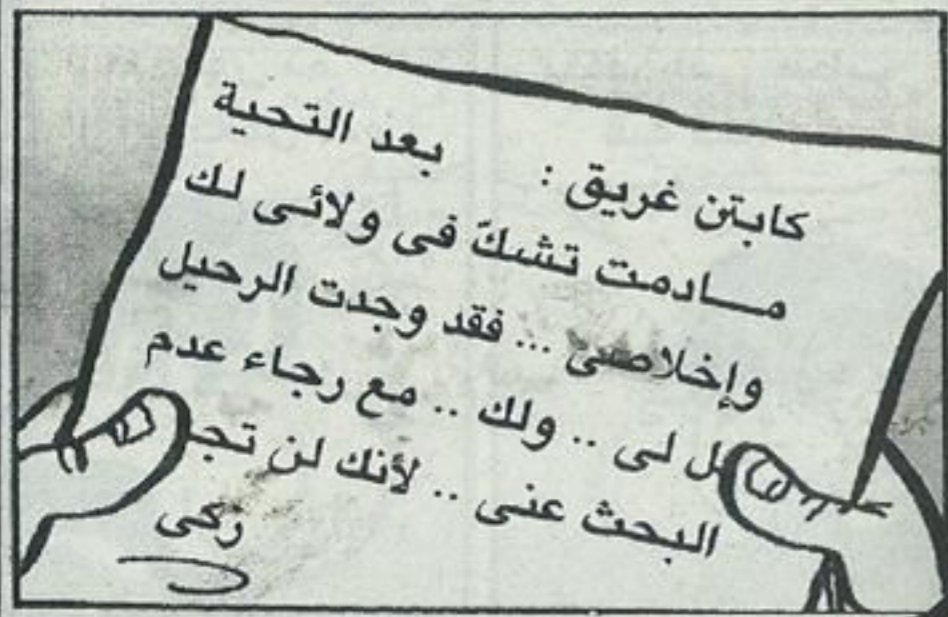 كابتن غريق : بعد التحية
مـــادمت تشكّ فى ولائى لك
وإخلاصى ... فقد وجدت الرحيل
لى .. ولك .. مع رجاء عدم
البحث عنى .. لأنك لن
زكى